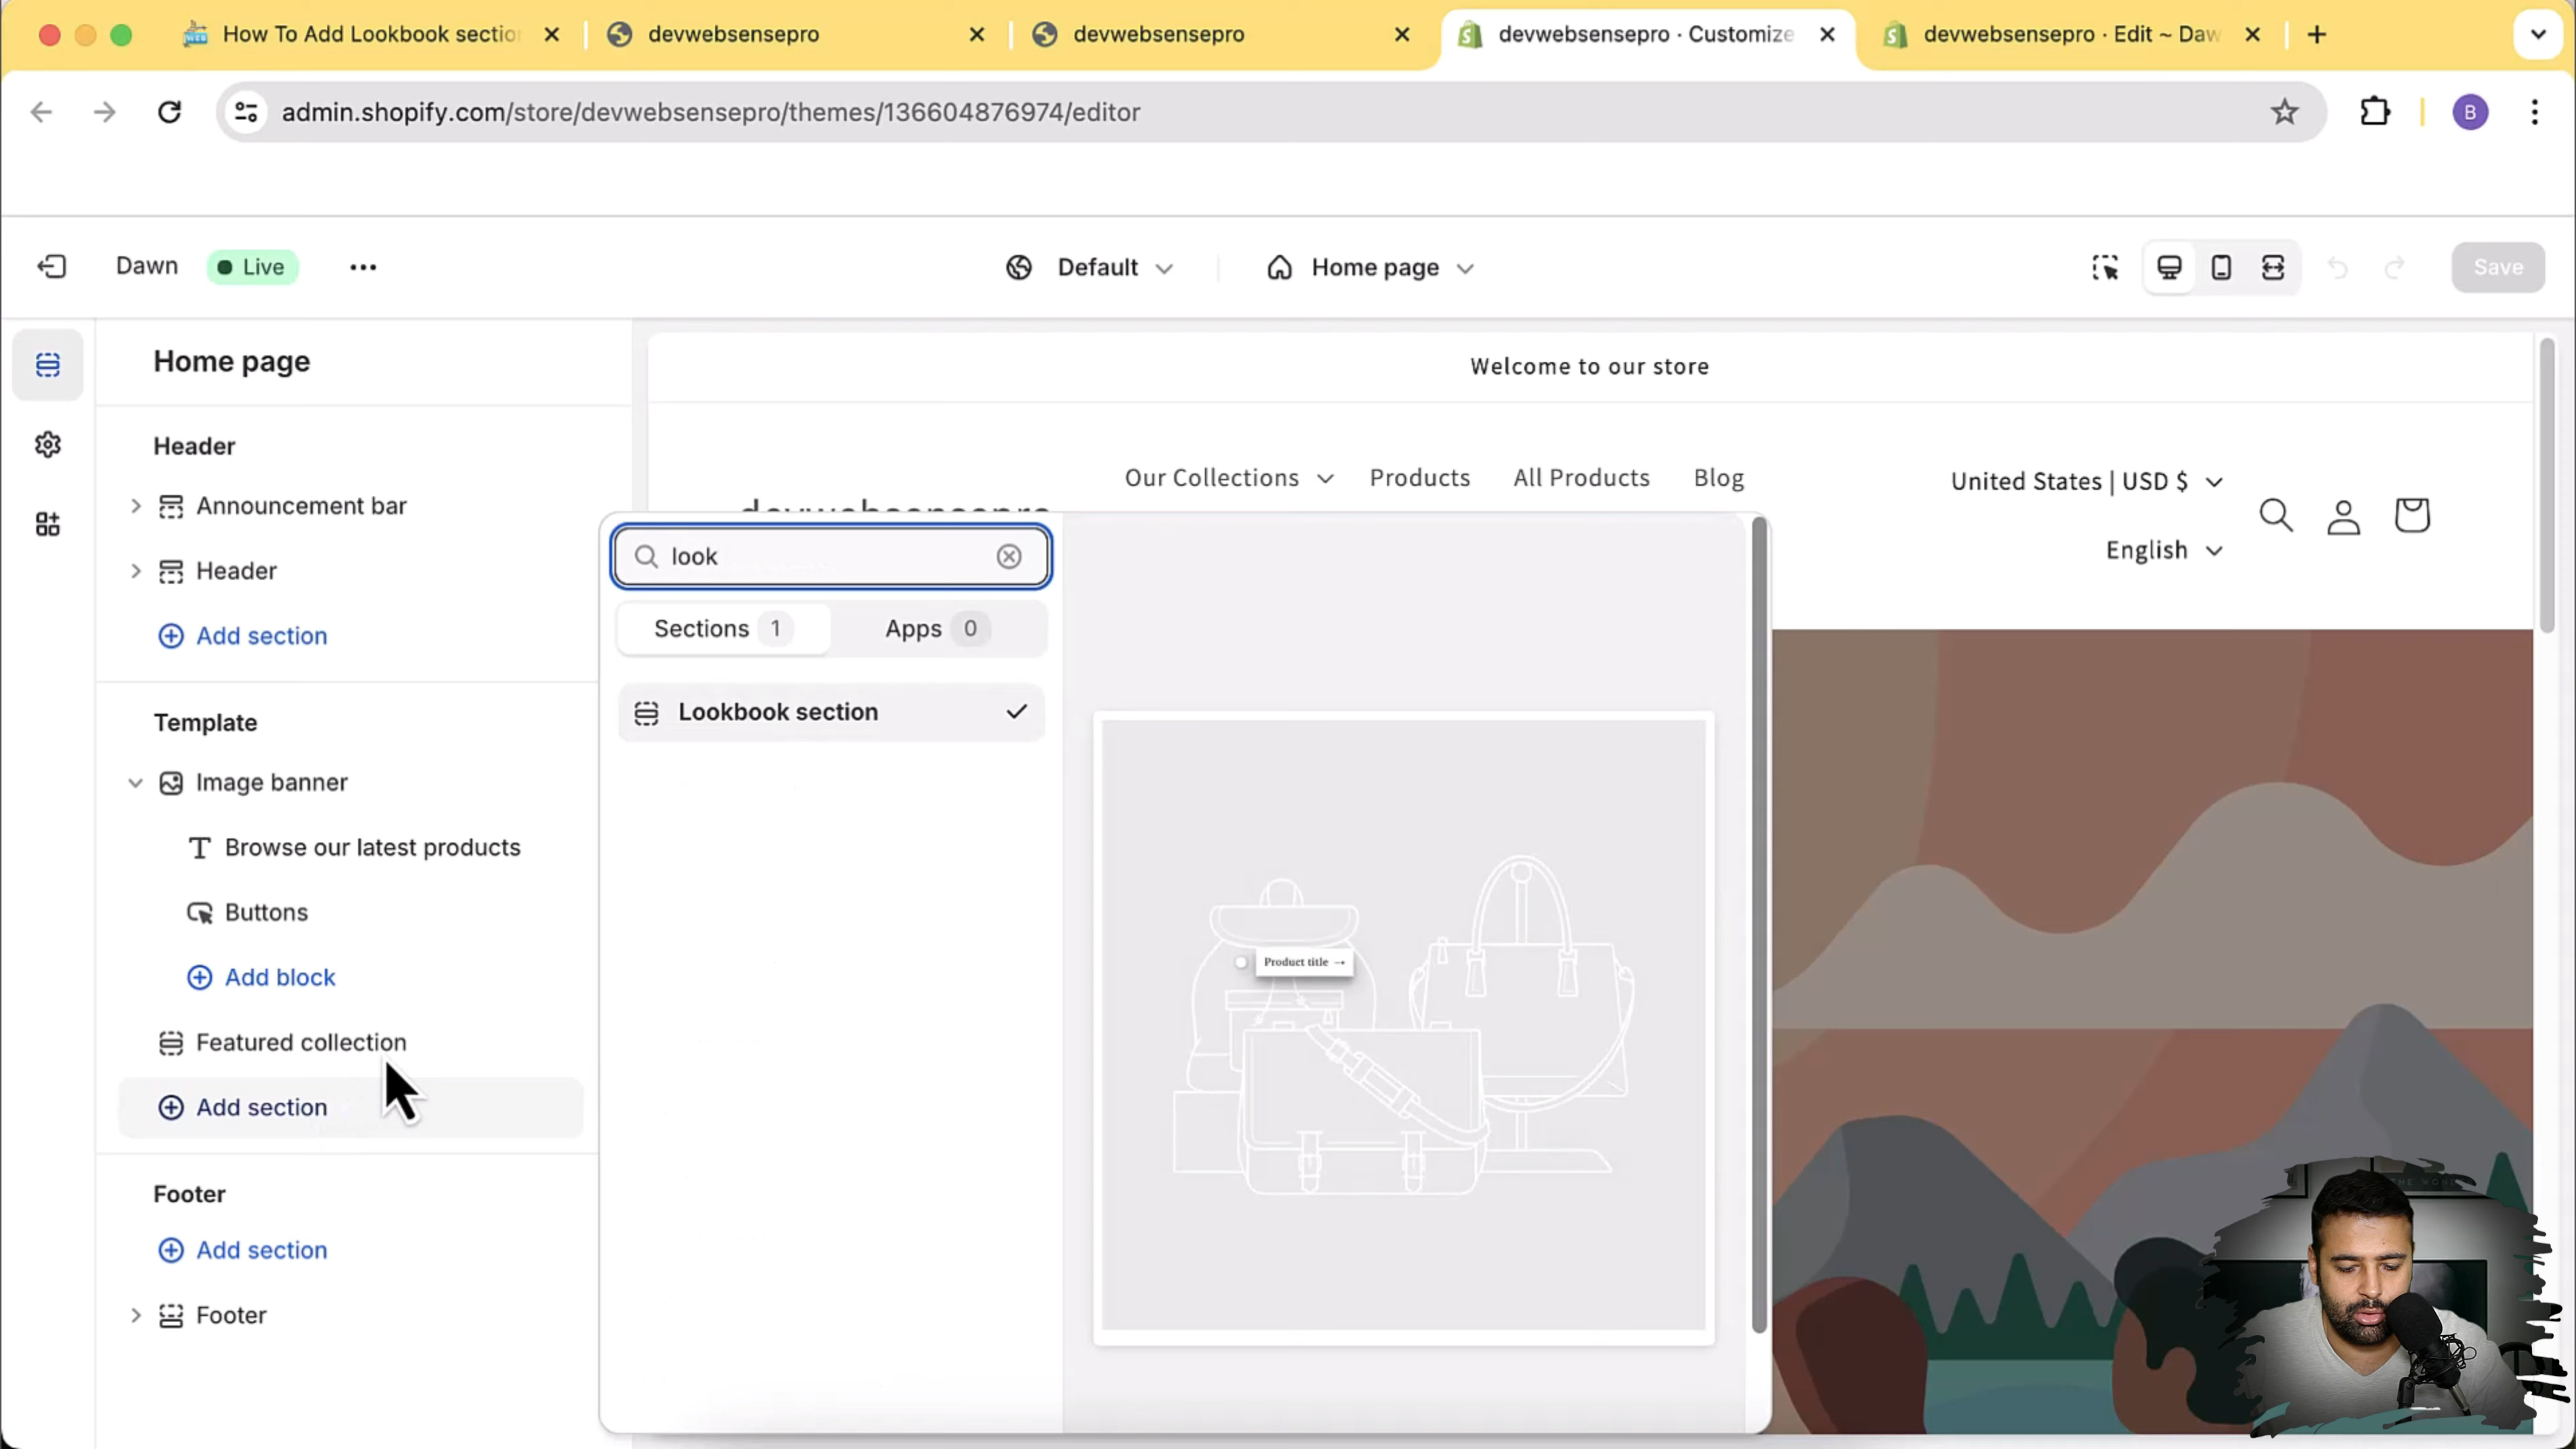 How To Add Lookbook sectio
devwebsensepro
devwebsensepro
devwebsensepro · Customize
devwebsensepro · Edit ~ Daw
admin.shopify.com/store/devwebsensepro/themes/136604876974/editor
B
Dawn
Live
Default
Home page
Save
Home page
Header
Announcement bar
Header
Add section
Template
Image banner
Browse our latest products
Buttons
Add block
Featured collection
Add section
Footer
Add section
Footer
look
Sections 1
Apps 0
Lookbook section
Product title →
Welcome to our store
Our Collections
Products
All Products
Blog
United States | USD $
English
devwebsensepro